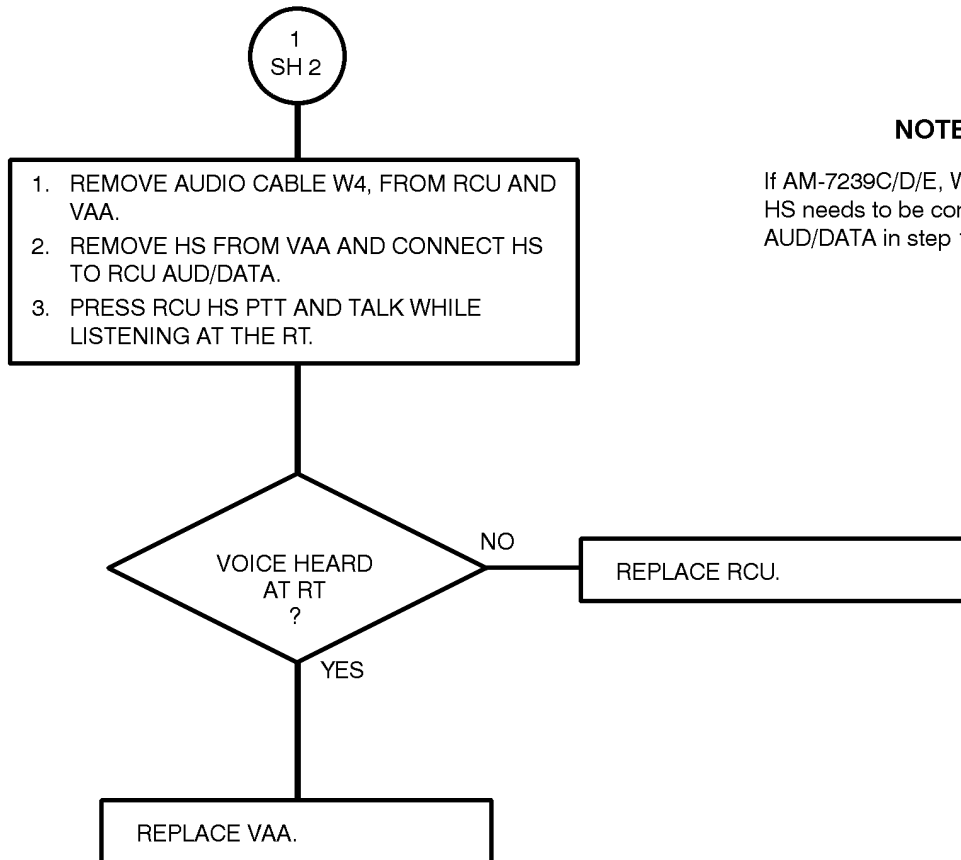 1
SH 2
NOTE
If AM-7239C/D/E, W
HS needs to be con
AUD/DATA in step
1. REMOVE AUDIO CABLE W4, FROM RCU AND
VAA.
2. REMOVE HS FROM VAA AND CONNECT HS
TO RCU AUD/DATA.
3. PRESS RCU HS PTT AND TALK WHILE
LISTENING AT THE RT.
VOICE HEARD
AT RT
?
NO
REPLACE RCU.
YES
REPLACE VAA.